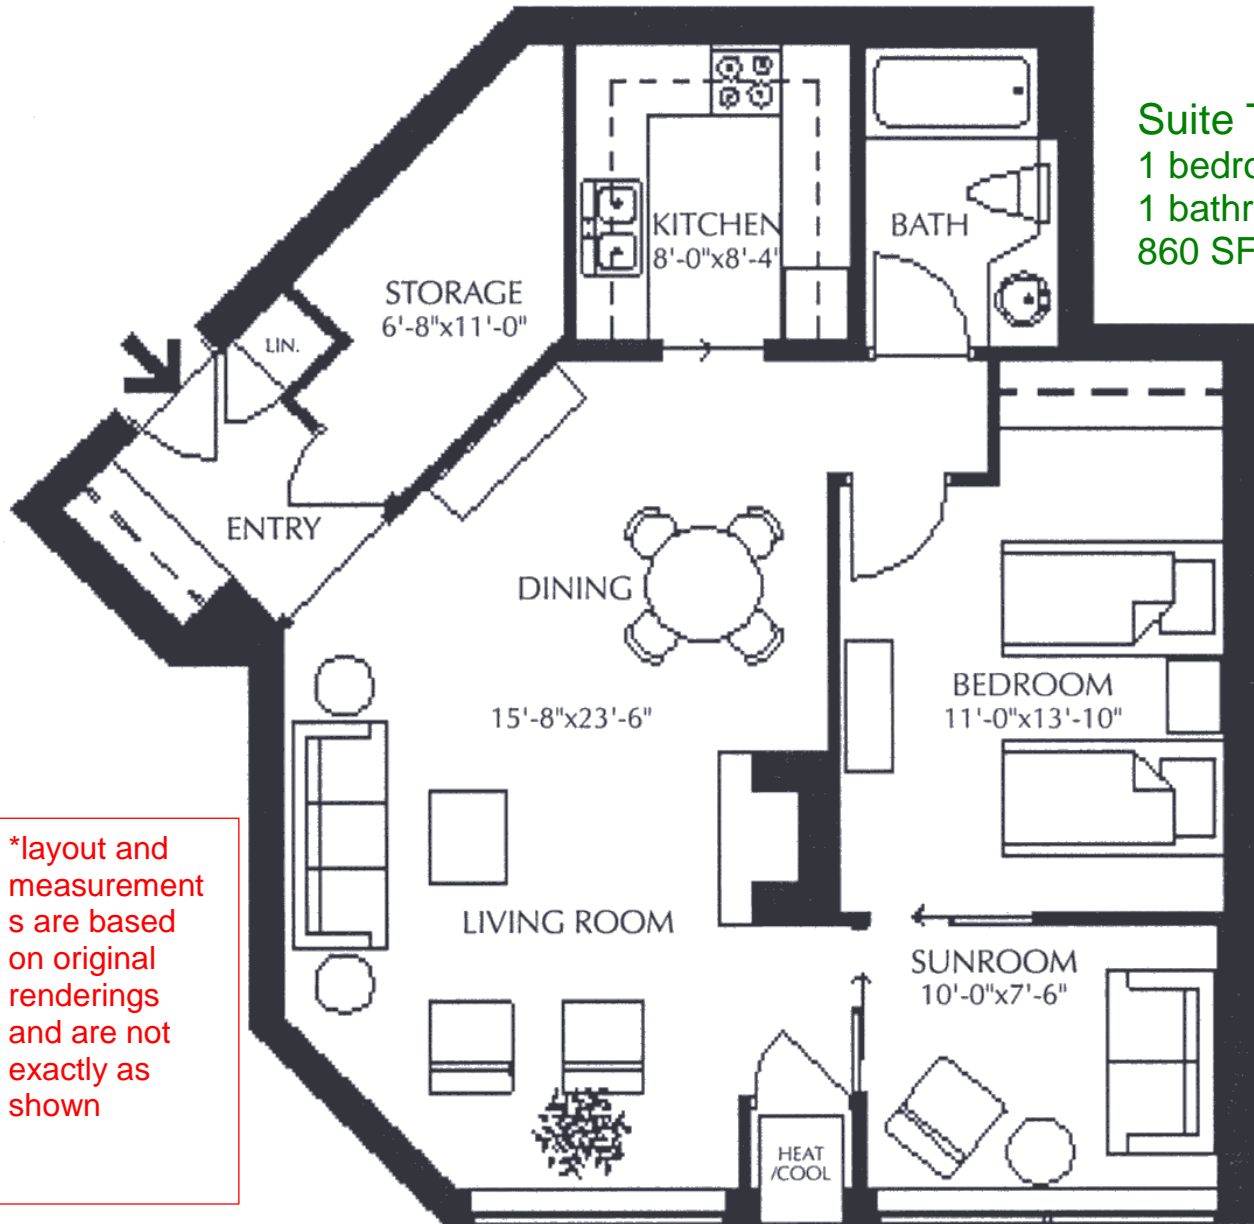 Suite
1
1
860 SF
KITCHEN
8'-0"x8'-4"
BATH
STORAGE
6'-8"x11'-0"
LIN.
ENTRY
DINING
15'-8"x23'-6"
BEDROOM
11'-0"x13'-10"
*layout and
measurement
s are based
on original
renderings
and are not
exactly as
shown
LIVING ROOM
SUNROOM
10'-0"x7'-6"
HEAT
/COOL